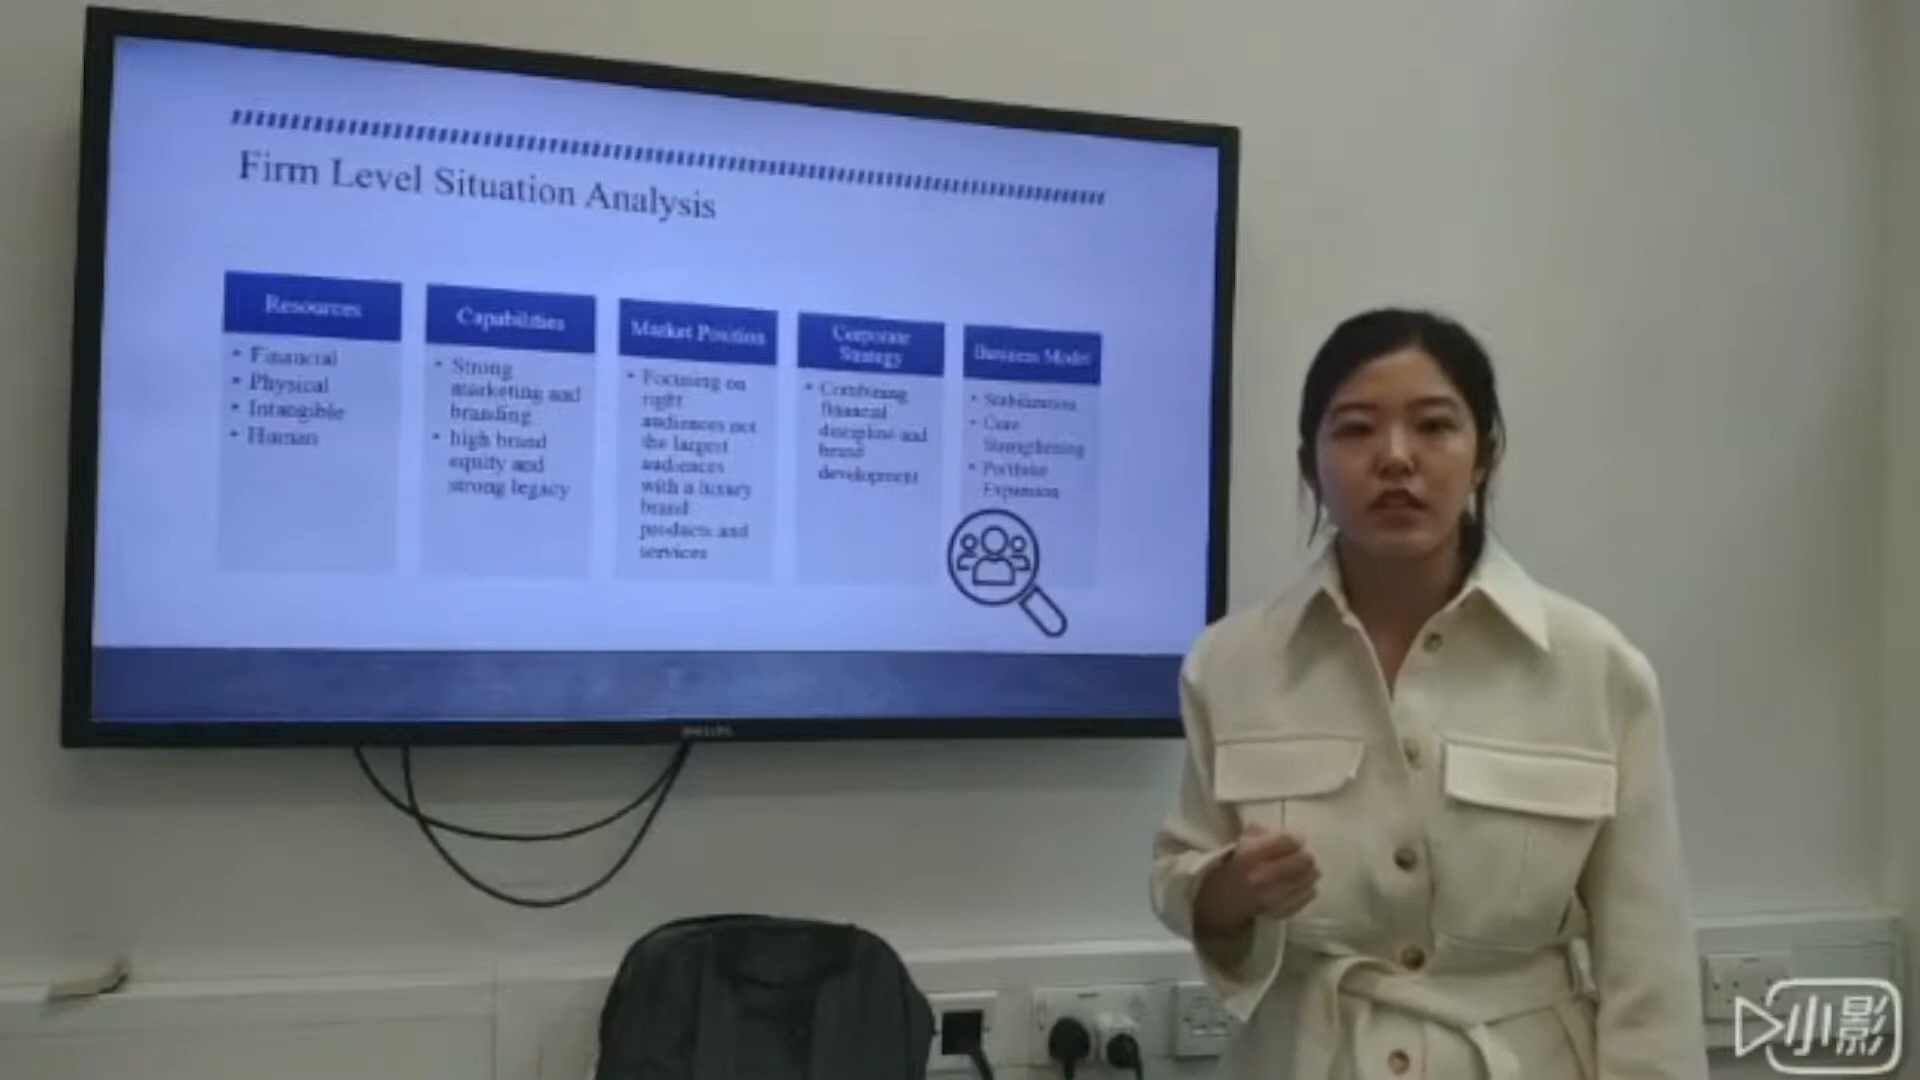 Firm Level Situation Analysis
Resources
• Financial
• Physical
• Intangible
• Human
Capabilities
• Strong
marketing and
branding
• high brand
equity and
strong legacy
Market Position
• Focusing on
right
audiences not
the largest
audiences
with a luxury
brand
products and
services
Corporate
Strategy
• Combining
financial
discipline and
brand
development
Business Model
• Stabilization
• Core
Strengthening
• Portfolio
Expansion
PHILIPS
小影